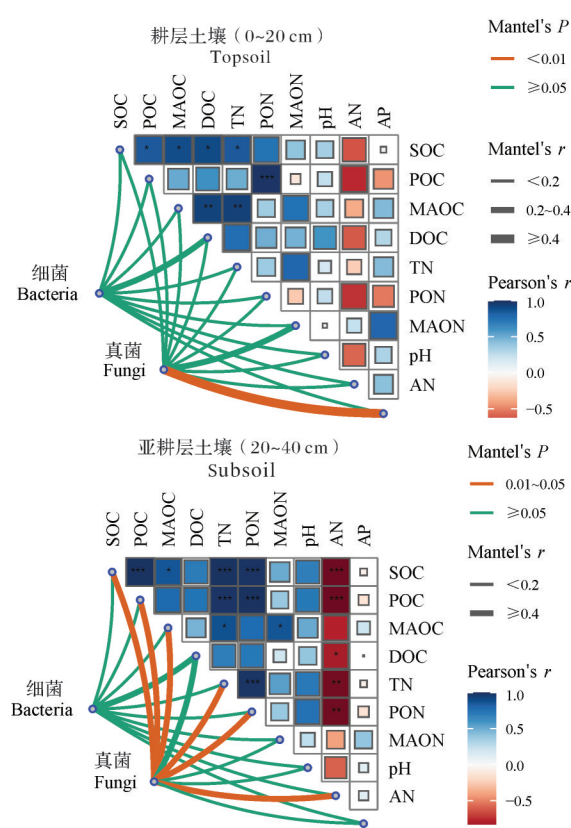 耕层土壤(0~20 cm)
Topsoil
SOC
POC
MAOC
DOC
TN
PON
MAON
pH
AN
AP
SOC
POC
MAOC
DOC
TN
PON
MAON
pH
AN
* * * *
***
** **
细菌
Bacteria
真菌
Fungi
Mantel's P
<0.01
≥0.05
Mantel's r
<0.2
0.2~0.4
≥0.4
Pearson's r
1.0
0.5
0.0
−0.5
亚耕层土壤(20~40 cm)
Subsoil
SOC
POC
MAOC
DOC
TN
PON
MAON
pH
AN
AP
SOC
POC
MAOC
DOC
TN
PON
MAON
pH
AN
*** * *** *** ***
*** *** ***
* *
*
*** **
**
细菌
Bacteria
真菌
Fungi
Mantel's P
0.01~0.05
≥0.05
Mantel's r
<0.2
≥0.4
Pearson's r
1.0
0.5
0.0
−0.5